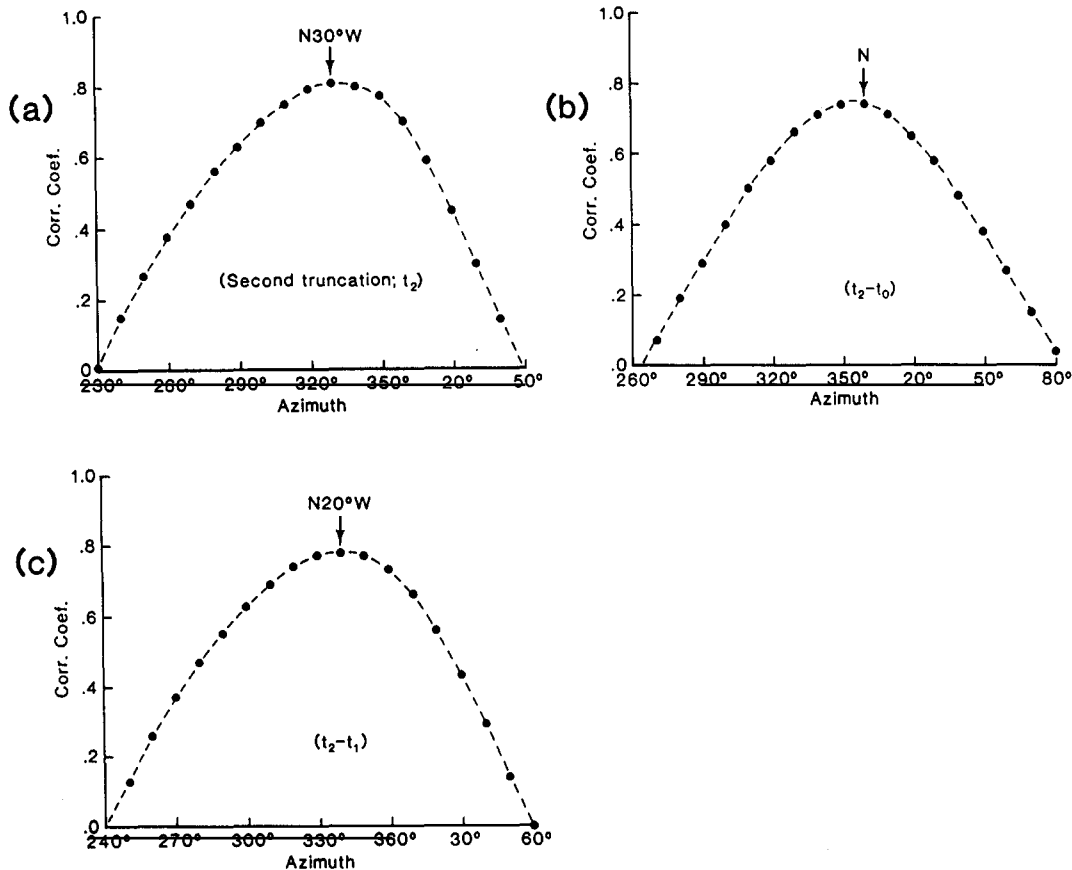 (a)
N30°W
1.0
.8
.6
.4
.2
0
Corr. Coef.
(Second truncation; t₂)
230° 260° 290° 320° 350° 20° 50°
Azimuth
(b)
N
1.0
.8
.6
.4
.2
0
Corr. Coef.
(t₂-t₀)
260° 290° 320° 350° 20° 50° 80°
Azimuth
(c)
N20°W
1.0
.8
.6
.4
.2
.0
Corr. Coef.
(t₂-t₁)
240° 270° 300° 330° 360° 30° 60°
Azimuth